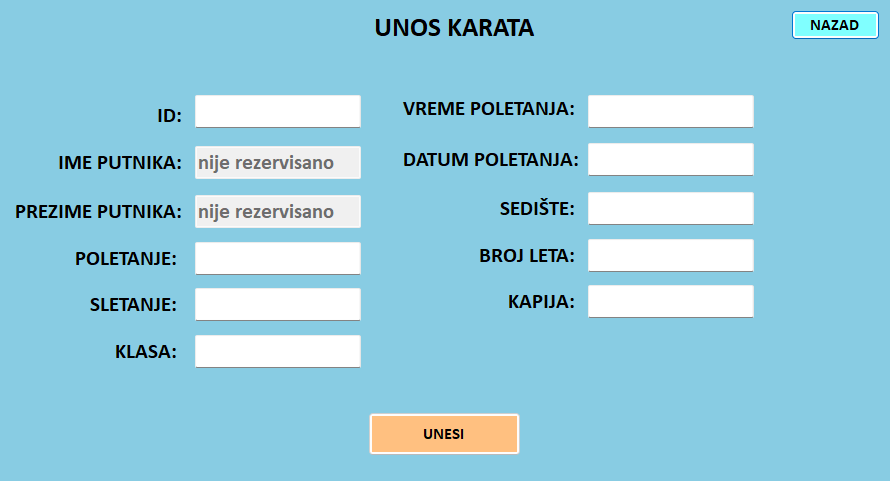 UNOS KARATA
NAZAD
ID:
IME PUTNIKA: nije rezervisano
PREZIME PUTNIKA: nije rezervisano
POLETANJE:
SLETANJE:
KLASA:
VREME POLETANJA:
DATUM POLETANJA:
SEDIŠTE:
BROJ LETA:
KAPIJA:
UNESI